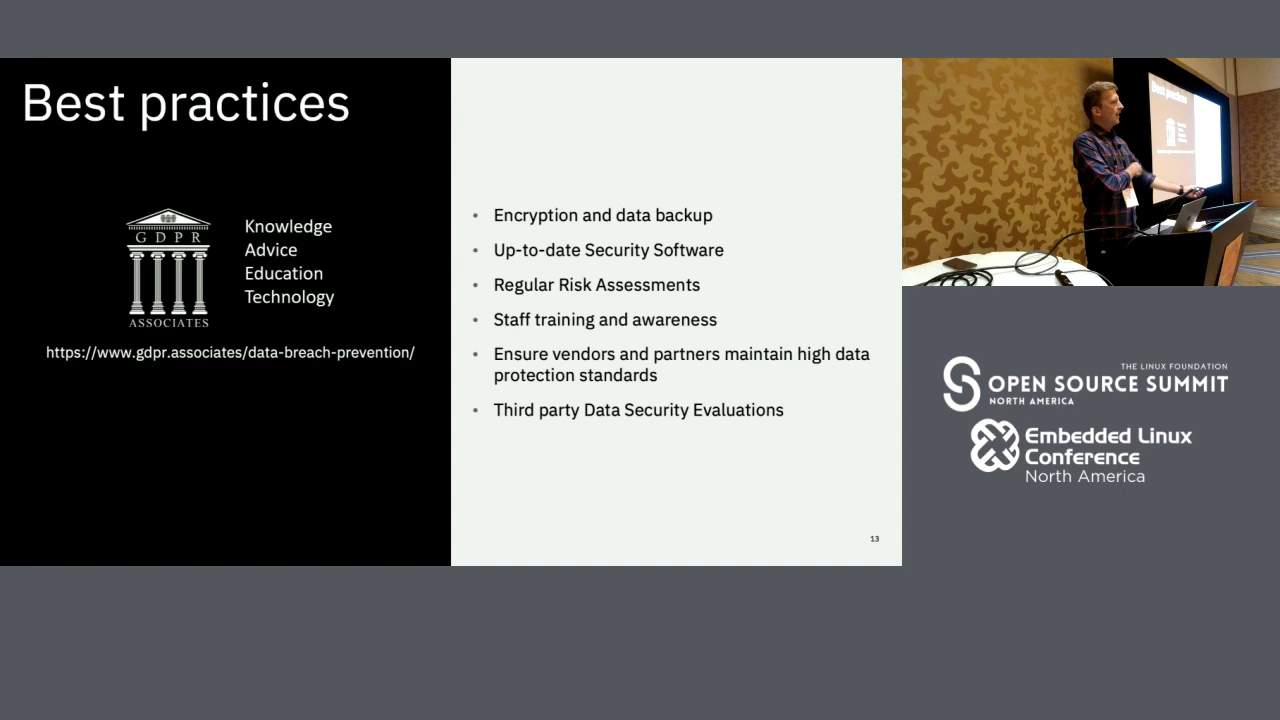 Best practices
G D P R
ASSOCIATES
Knowledge
Advice
Education
Technology
https://www.gdpr.associates/data-breach-prevention/
• Encryption and data backup
• Up-to-date Security Software
• Regular Risk Assessments
• Staff training and awareness
• Ensure vendors and partners maintain high data
protection standards
• Third party Data Security Evaluations
13
Best practices
THE LINUX FOUNDATION
OPEN SOURCE SUMMIT
NORTH AMERICA
Embedded Linux
Conference
North America